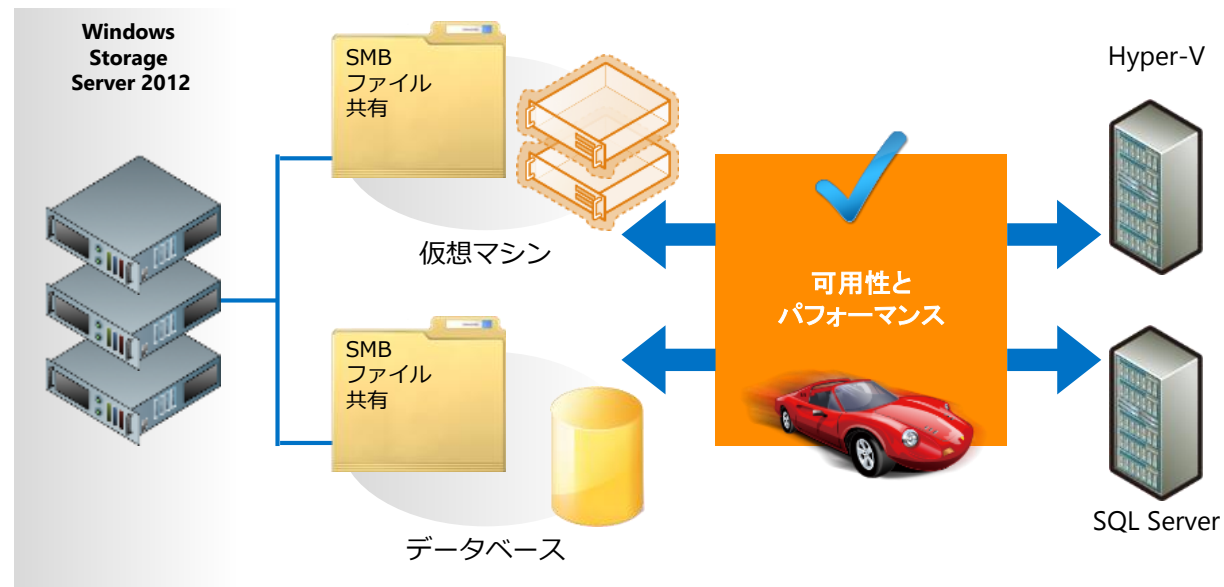 Windows
Storage
Server 2012
SMB
ファイル
共有
仮想マシン
SMB
ファイル
共有
データベース
可用性と
パフォーマンス
Hyper-V
SQL Server